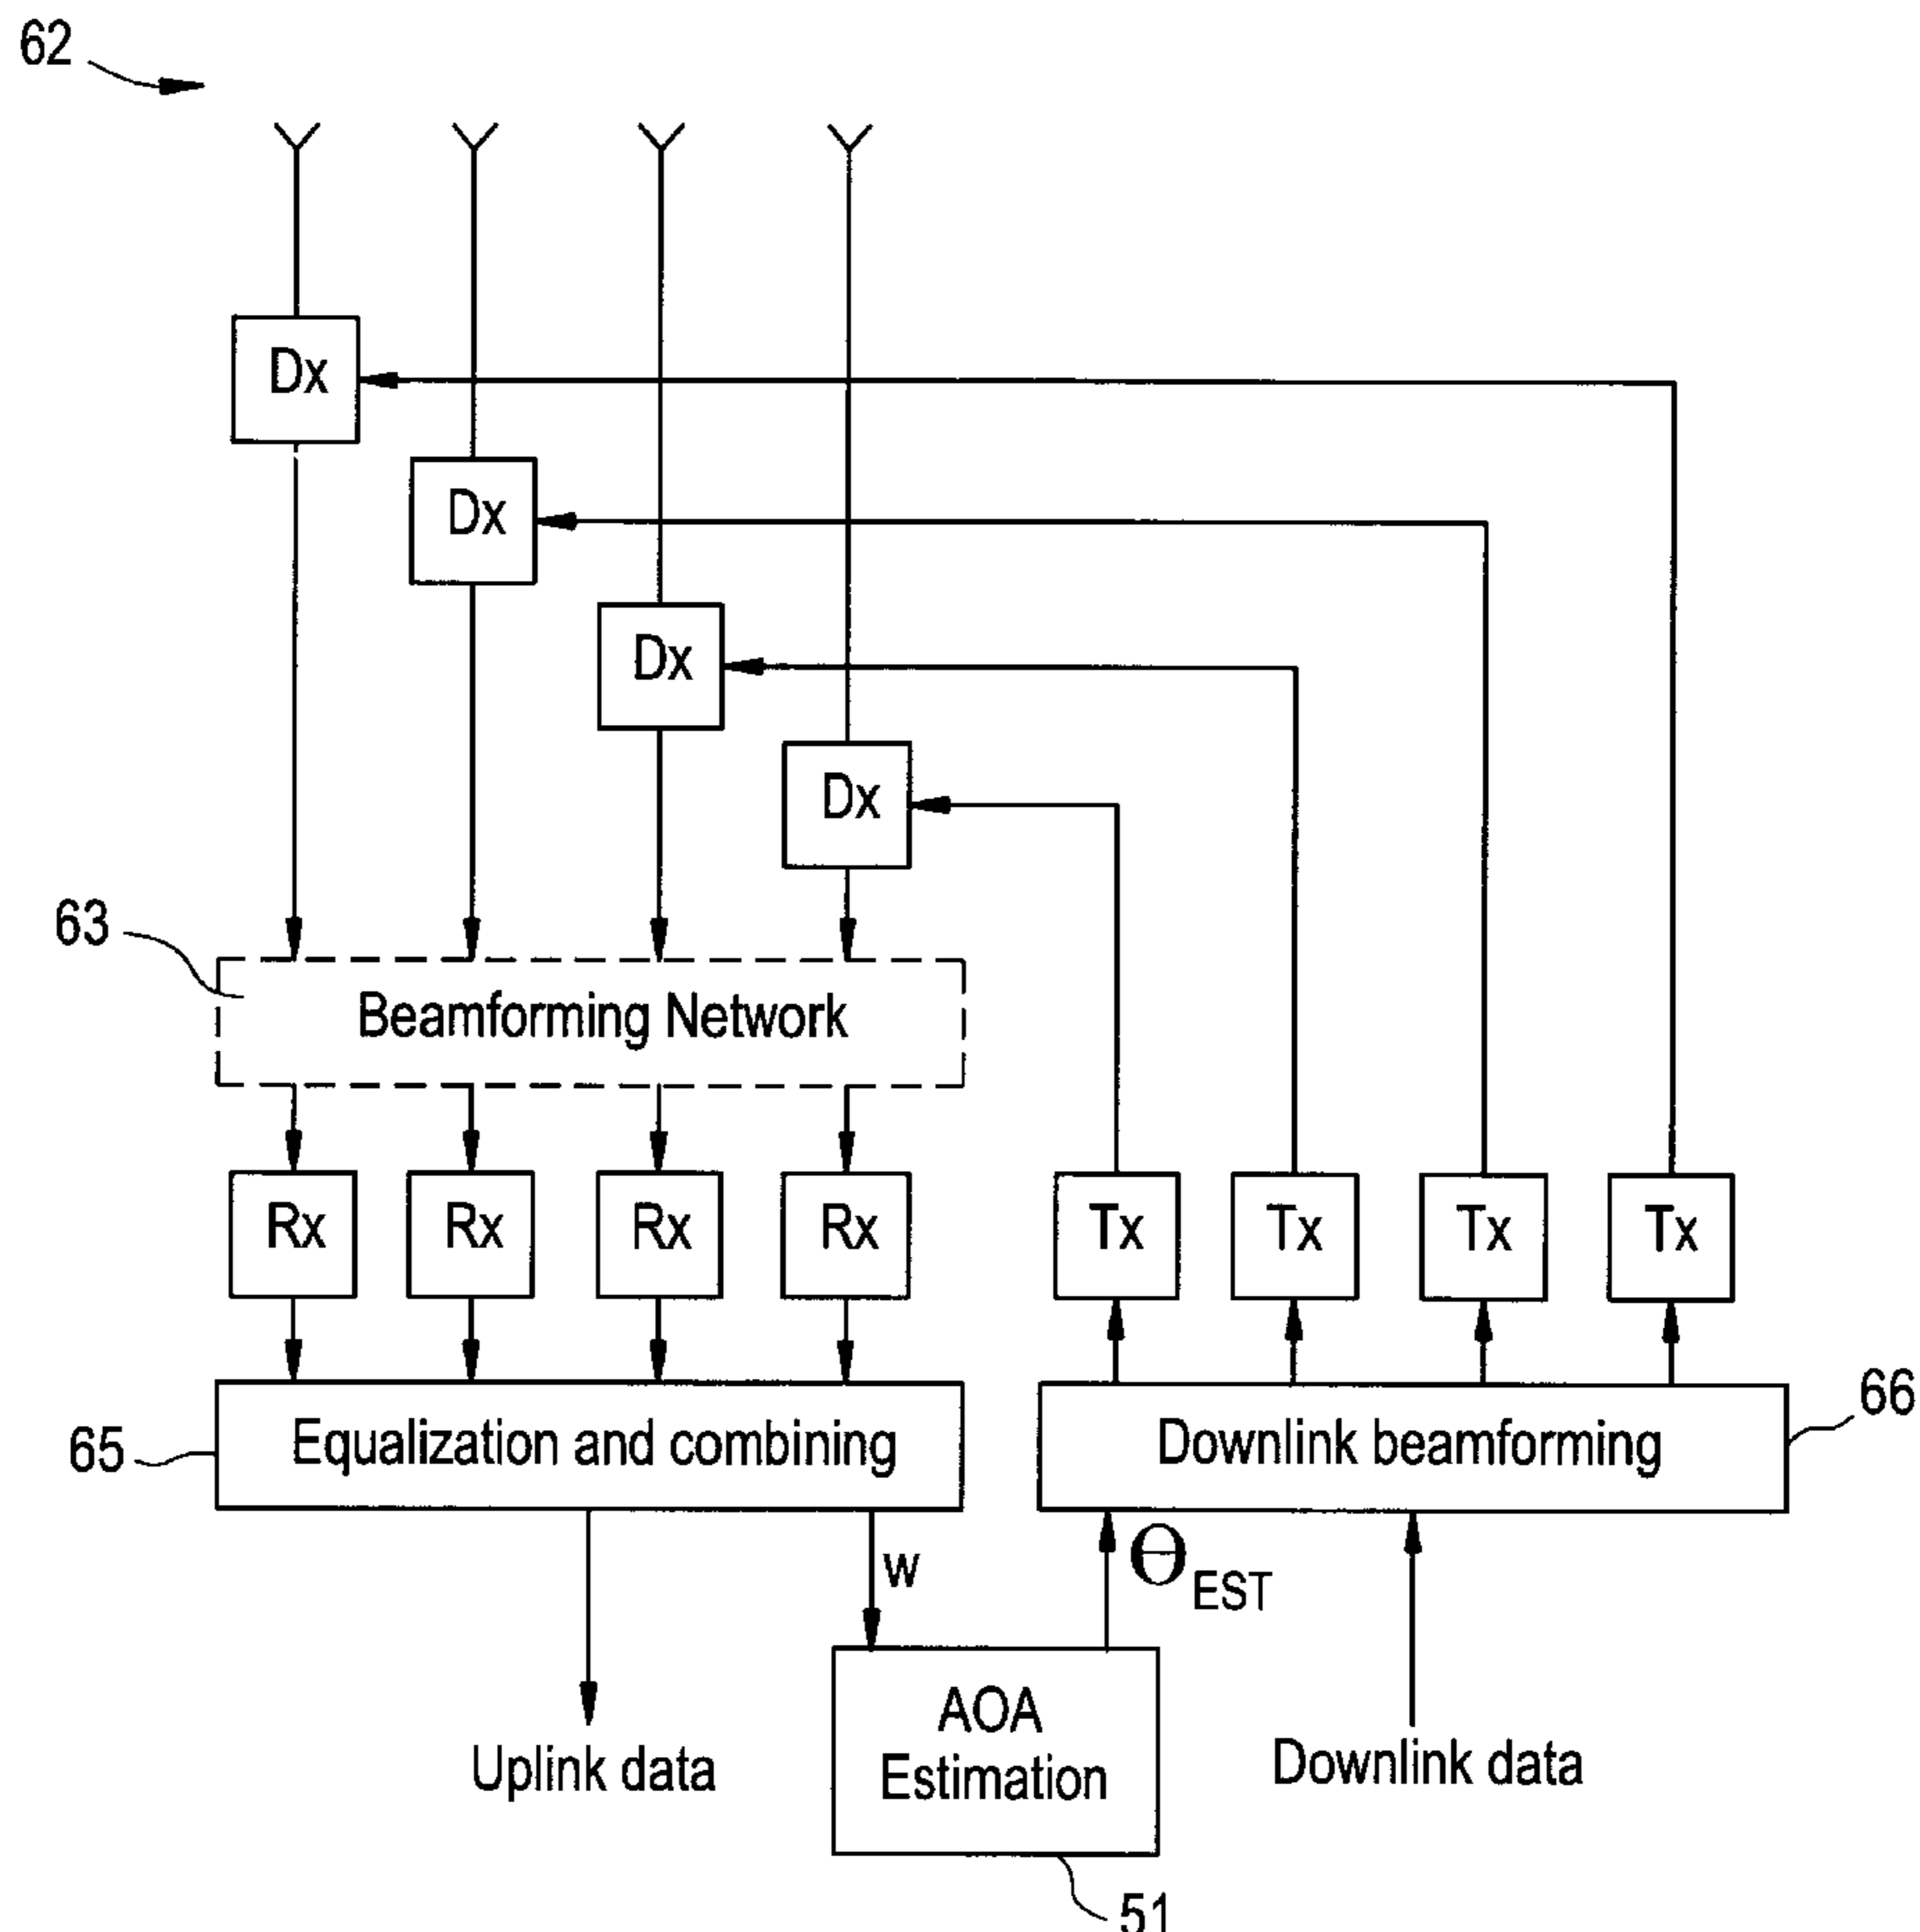 62
Dx
Dx
Dx
Dx
63
Beamforming Network
Rx Rx Rx Rx Tx Tx Tx Tx
65
Equalization and combining
Downlink beamforming
66
w
ΘEST
AOA
Estimation
Uplink data
Downlink data
51